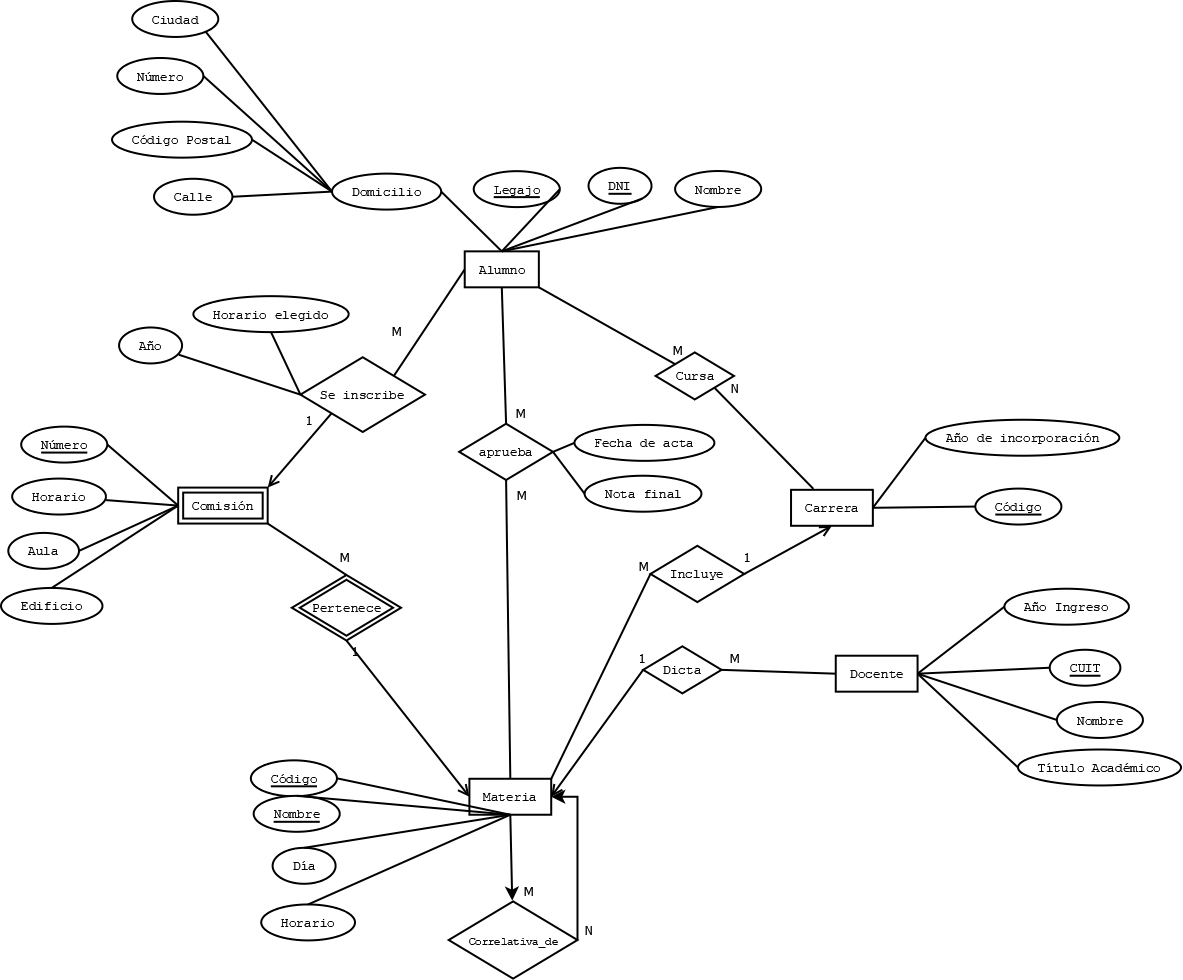 Ciudad
Número
Código Postal
Calle
Domicilio
Legajo
DNI
Nombre
Alumno
Horario elegido
Año
M
Se inscribe
1
M
Cursa
N
M
aprueba
M
Fecha de acta
Nota final
Año de incorporación
Carrera
Código
Número
Horario
Aula
Edificio
Comisión
M
Pertenece
1
M
Incluye
1
1
Dicta
M
Docente
Año Ingreso
CUIT
Nombre
Título Académico
Código
Nombre
Día
Horario
Materia
M
Correlativa_de
N